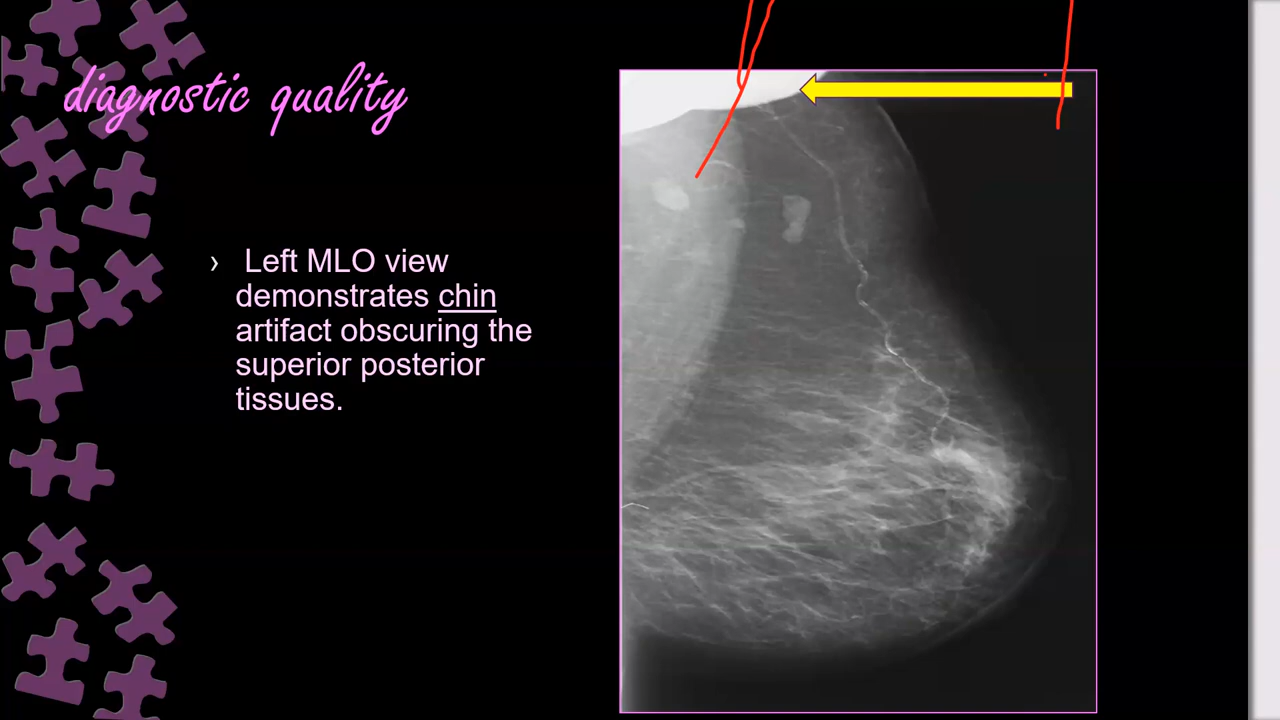 diagnostic quality
› Left MLO view
demonstrates chin
artifact obscuring the
superior posterior
tissues.